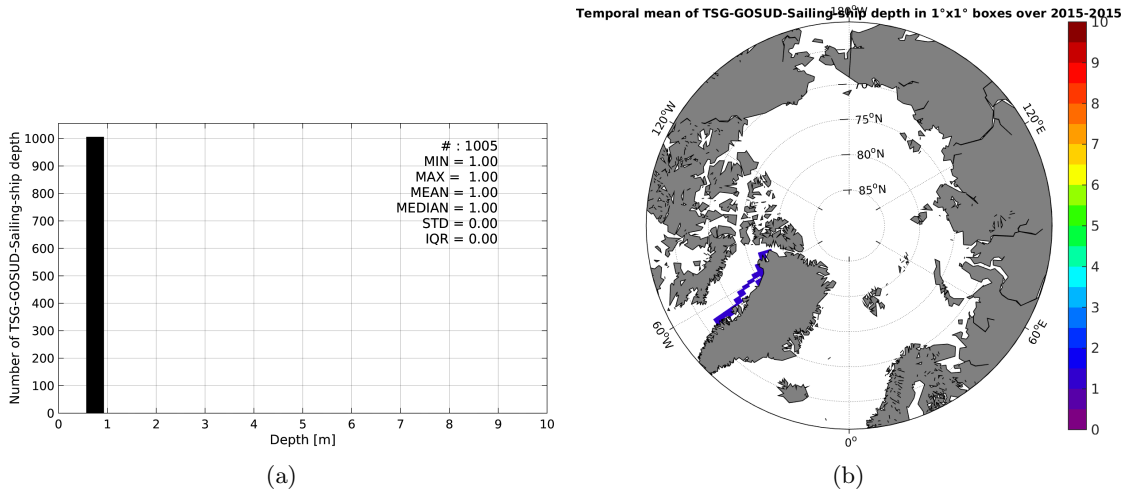 Number of TSG-GOSUD-Sailing-ship depth
1000
900
800
700
600
500
400
300
200
100
0
# : 1005
MIN = 1.00
MAX = 1.00
MEAN = 1.00
MEDIAN = 1.00
STD = 0.00
IQR = 0.00
0 1 2 3 4 5 6 7 8 9 10
Depth [m]
(a)
Temporal mean of TSG-GOSUD-Sailing-ship depth in 1°x1° boxes over 2015-2015
180°W
120°W
120°E
75°N
80°N
85°N
60°W
60°E
0°
10
9
8
7
6
5
4
3
2
1
0
(b)